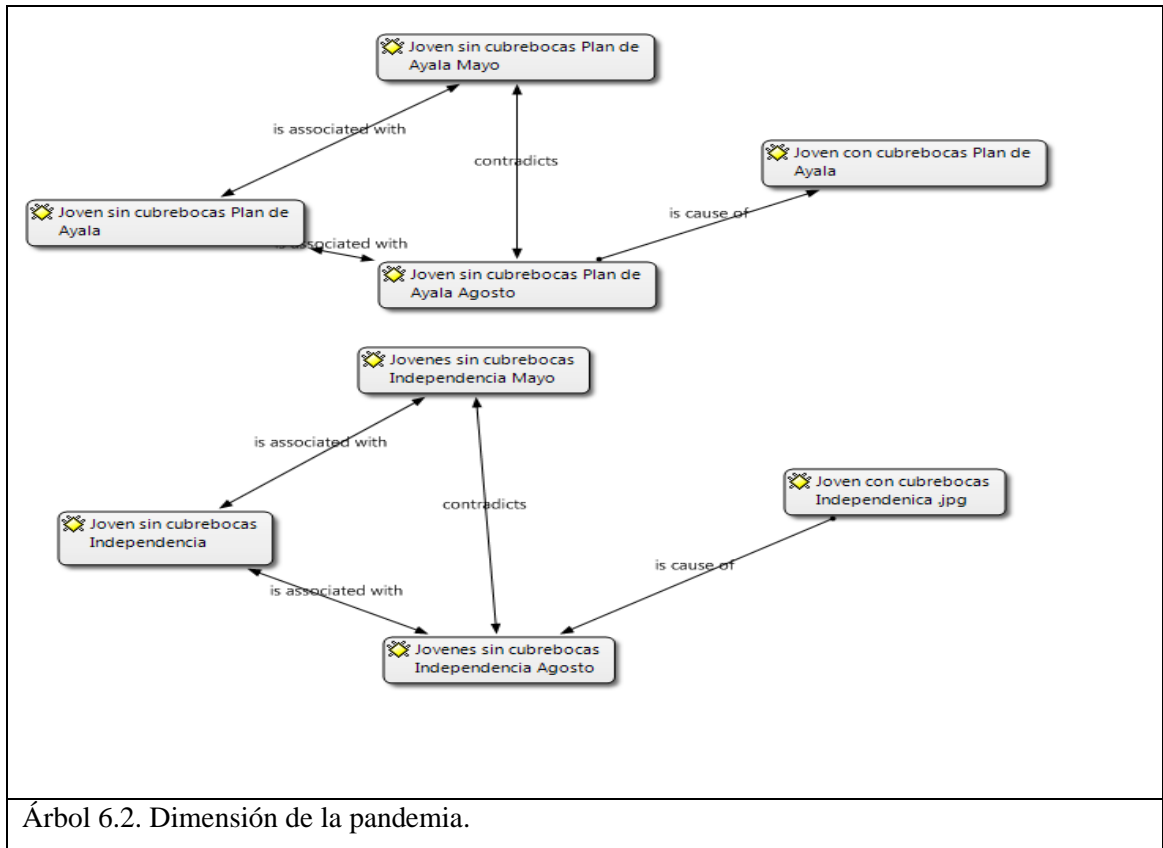 Joven sin cubrebocas Plan de
Ayala Mayo
is associated with
contradicts
Joven con cubrebocas Plan de
Ayala
is cause of
Joven sin cubrebocas Plan de
Ayala
is associated with
Joven sin cubrebocas Plan de
Ayala Agosto
Jovenes sin cubrebocas
Independencia Mayo
is associated with
contradicts
Joven con cubrebocas
Independenica .jpg
Joven sin cubrebocas
Independencia
is cause of
is associated with
Jovenes sin cubrebocas
Independencia Agosto
Árbol 6.2. Dimensión de la pandemia.